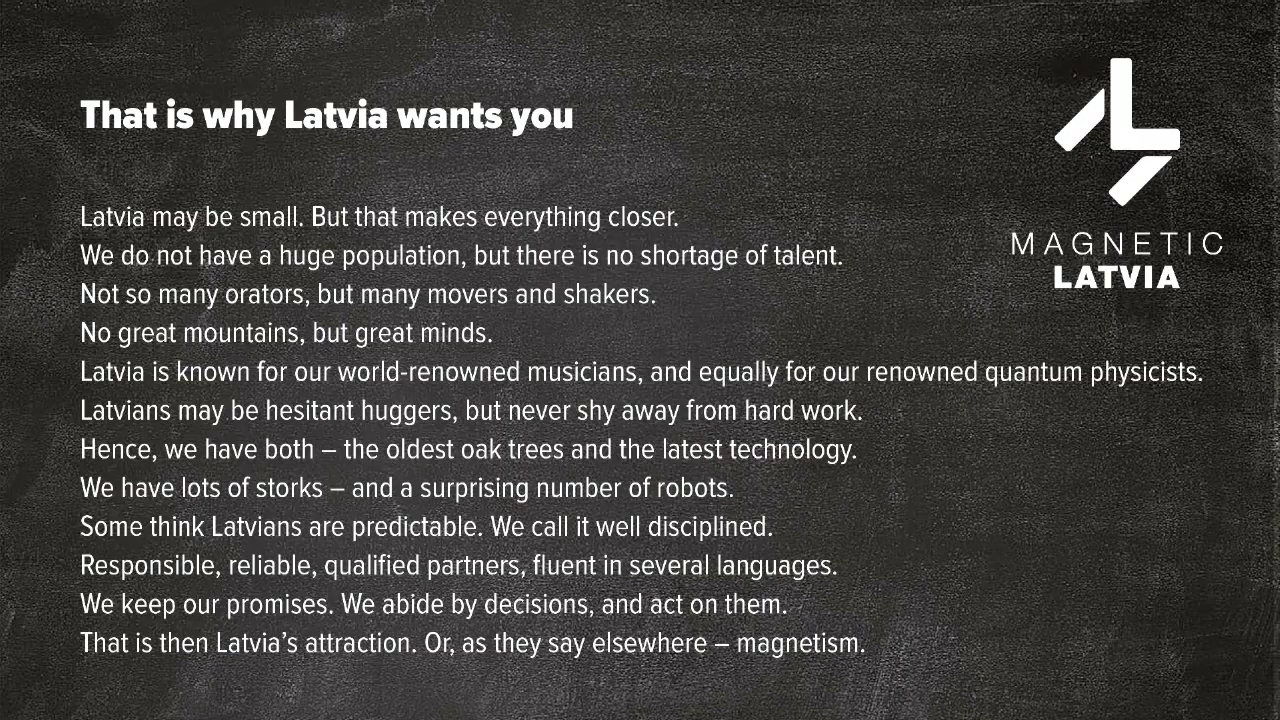 That is why Latvia wants you
MAGNETIC
LATVIA
Latvia may be small. But that makes everything closer.
We do not have a huge population, but there is no shortage of talent.
Not so many orators, but many movers and shakers.
No great mountains, but great minds.
Latvia is known for our world-renowned musicians, and equally for our renowned quantum physicists.
Latvians may be hesitant huggers, but never shy away from hard work.
Hence, we have both – the oldest oak trees and the latest technology.
We have lots of storks – and a surprising number of robots.
Some think Latvians are predictable. We call it well disciplined.
Responsible, reliable, qualified partners, fluent in several languages.
We keep our promises. We abide by decisions, and act on them.
That is then Latvia’s attraction. Or, as they say elsewhere – magnetism.